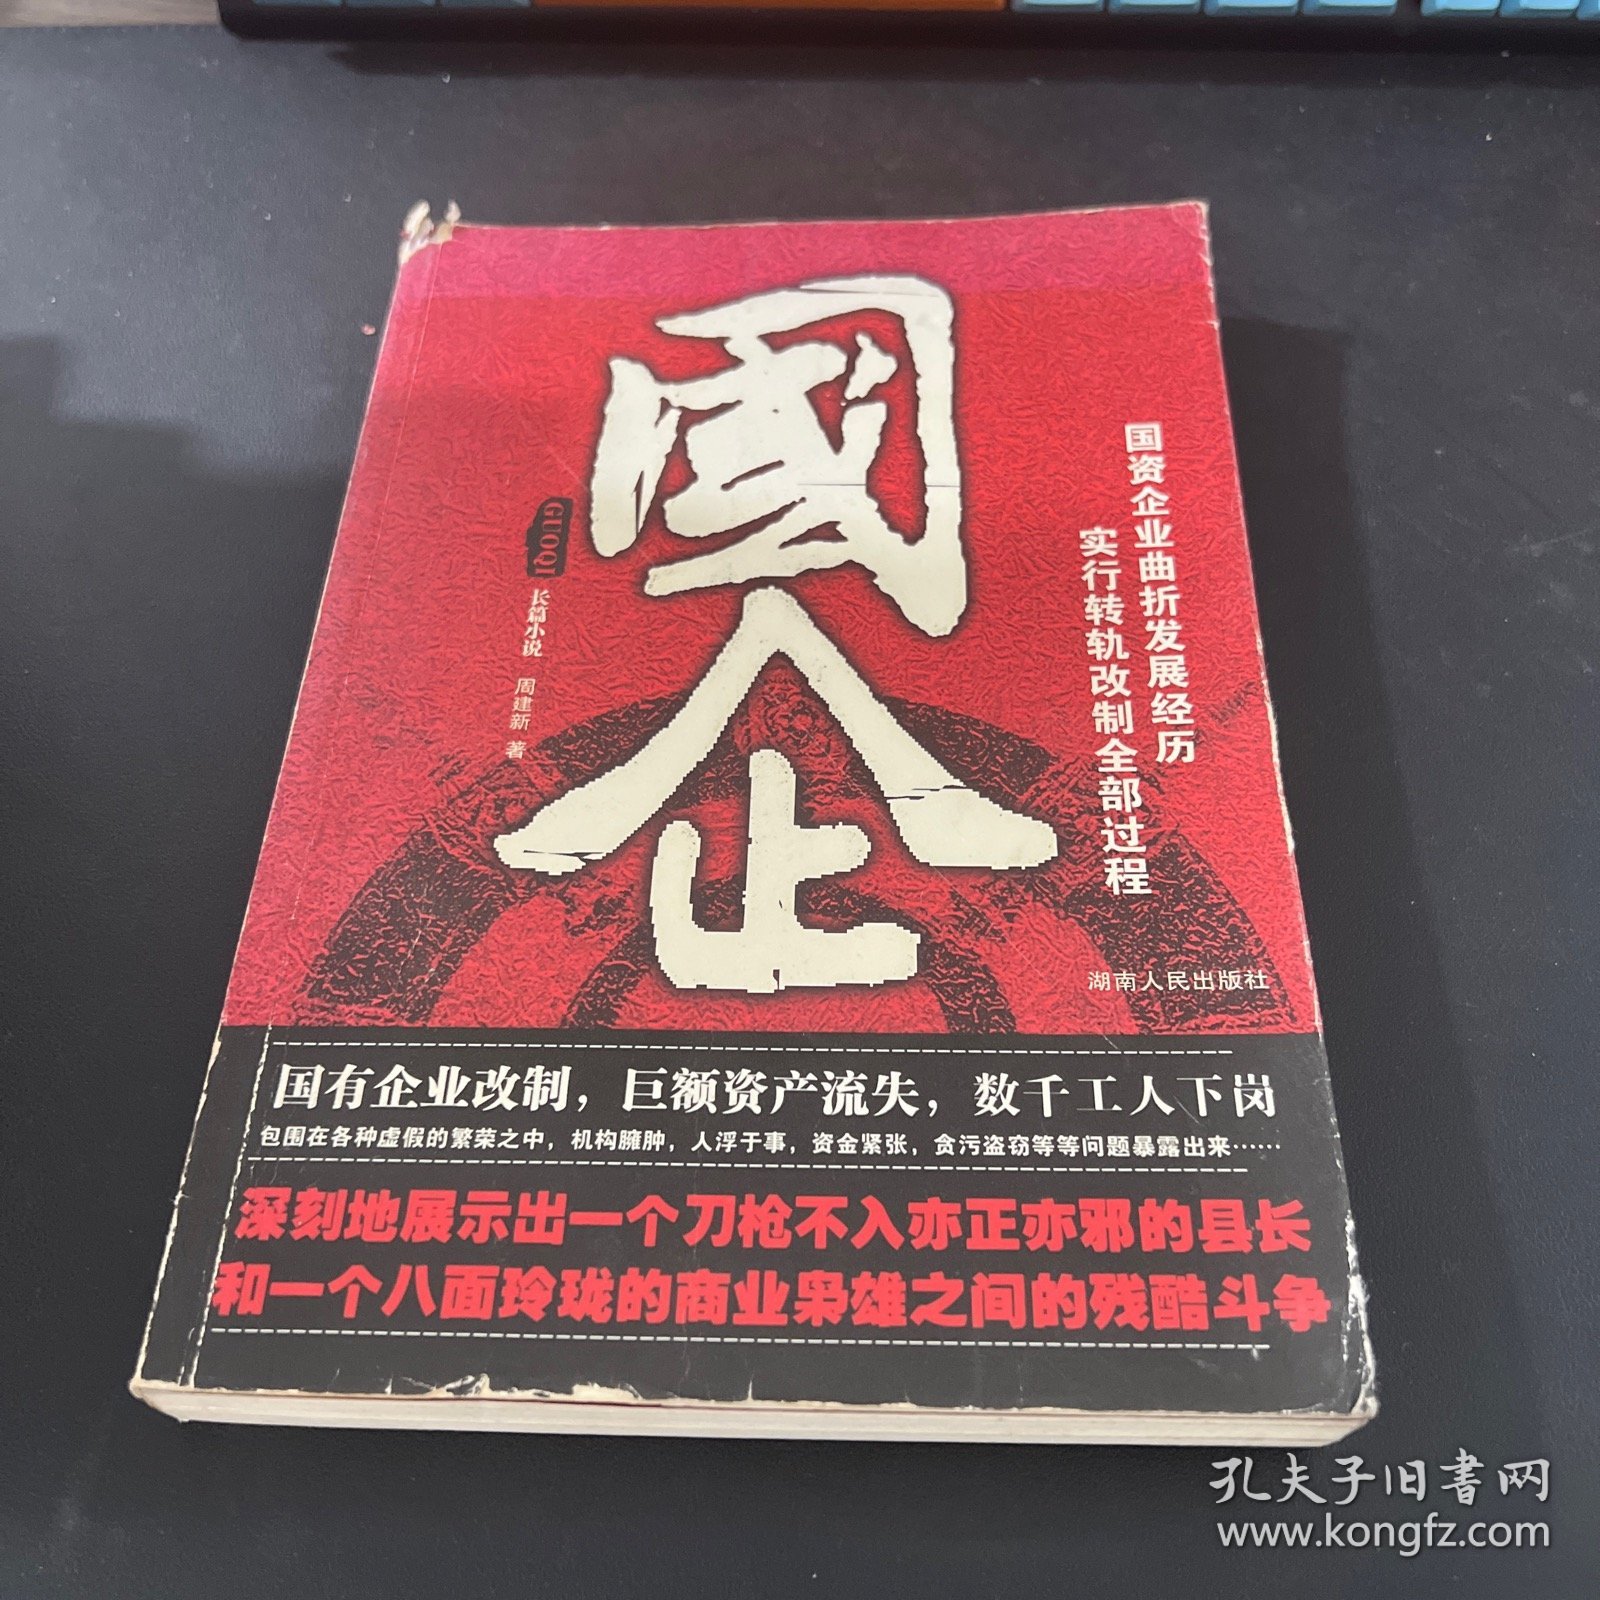 國企
GUOQI
长篇小说
周建新 著
国资企业曲折发展经历
实行转轨改制全部过程
湖南人民出版社
国有企业改制，巨额资产流失，数千工人下岗
包围在各种虚假的繁荣之中，机构臃肿，人浮于事，资金紧张，贪污盗窃等等问题暴露出来……
深刻地展示出一个刀枪不入亦正亦邪的县长
和一个八面玲珑的商业枭雄之间的残酷斗争
孔夫子旧書网
www.kongfz.com